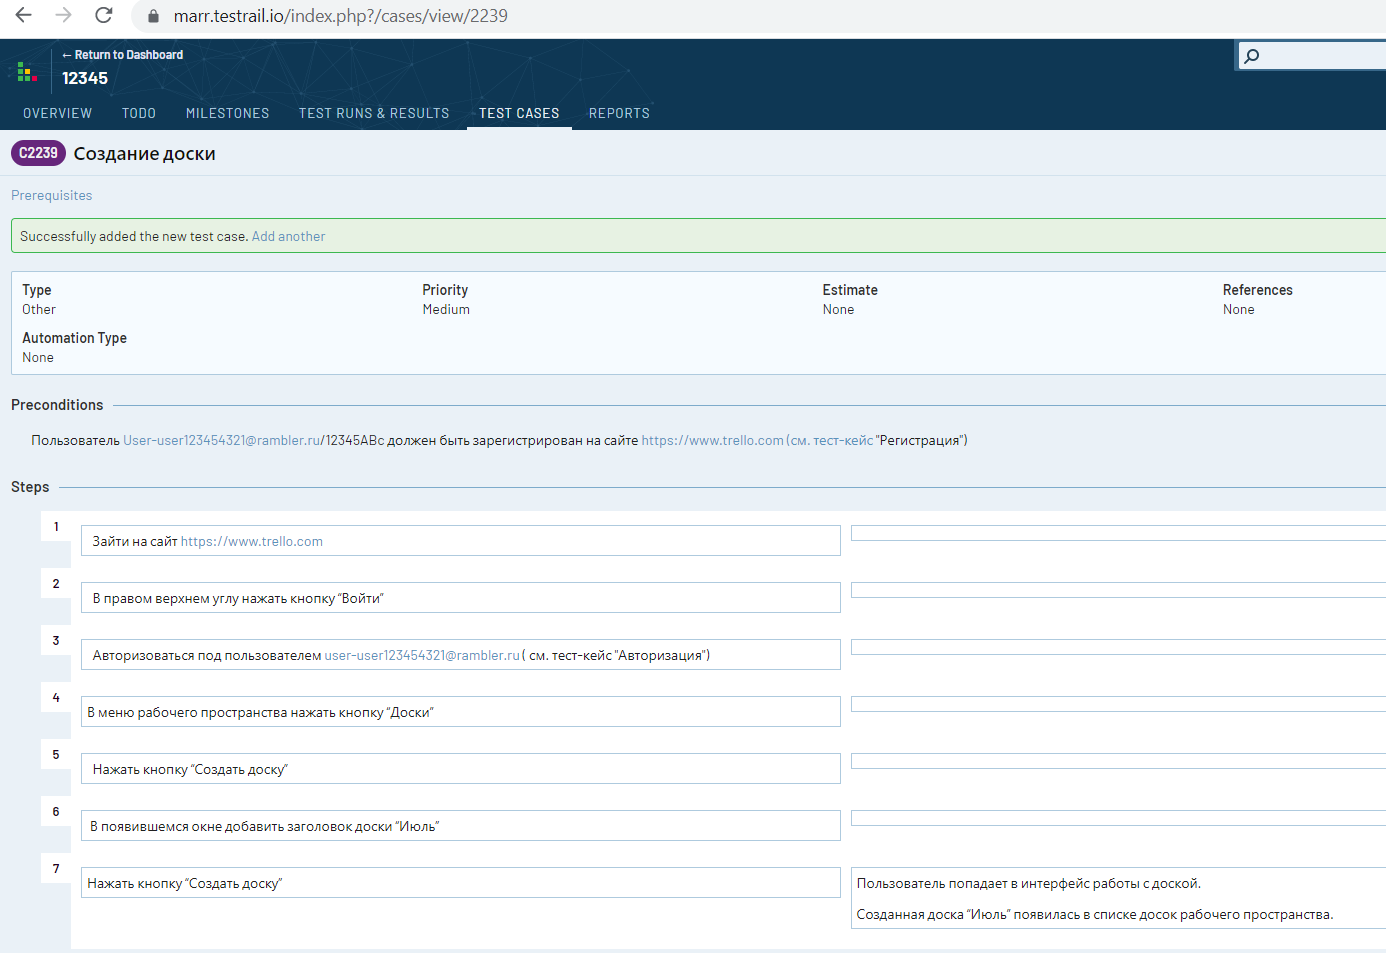 marr.testrail.io/index.php?/cases/view/2239
← Return to Dashboard
12345
OVERVIEW TODO MILESTONES TEST RUNS & RESULTS TEST CASES REPORTS
C2239 Создание доски
Prerequisites
Successfully added the new test case. Add another
Type Priority Estimate References
Other Medium None None
Automation Type
None
Preconditions
Пользователь User-user123454321@rambler.ru/12345ABc должен быть зарегистрирован на сайте https://www.trello.com (см. тест-кейс "Регистрация")
Steps
1 Зайти на сайт https://www.trello.com
2 В правом верхнем углу нажать кнопку “Войти”
3 Авторизоваться под пользователем user-user123454321@rambler.ru ( см. тест-кейс "Авторизация")
4 В меню рабочего пространства нажать кнопку “Доски”
5 Нажать кнопку “Создать доску”
6 В появившемся окне добавить заголовок доски “Июль”
7 Нажать кнопку “Создать доску” Пользователь попадает в интерфейс работы с доской.
Созданная доска “Июль” появилась в списке досок рабочего пространства.